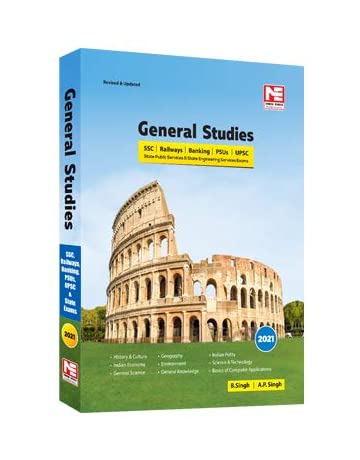 Revised & Updated
ME
General Studies
SSC | Railways | Banking | PSUs | UPSC
State Public Services & State Engineering Services Exams
2021
• History & Culture
• Indian Economy
• General Science
• Geography
• Environment
• General Knowledge
• Indian Polity
• Science & Technology
• Basics of Computer Applications
B.Singh | A.P. Singh
General Studies
SSC,
Railways,
Banking,
PSUs,
UPSC
& State
Exams
2021
ME